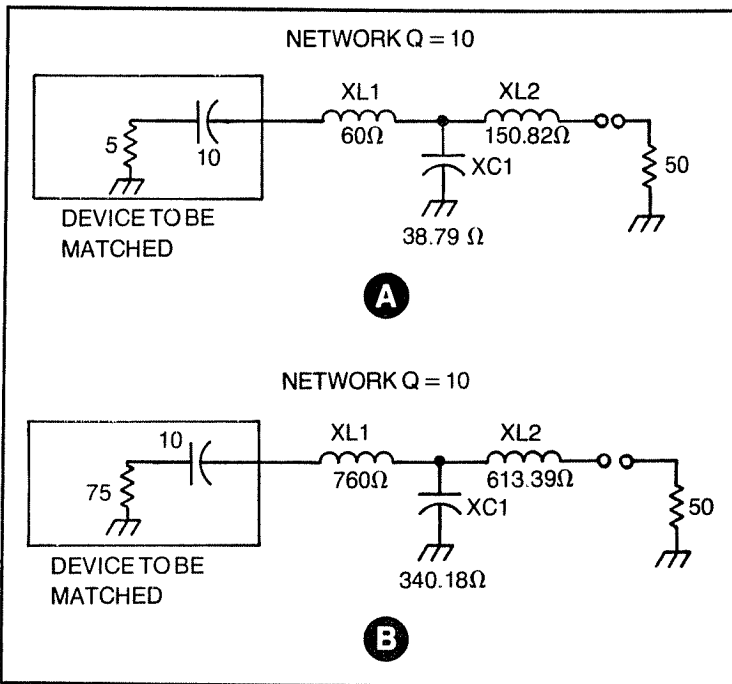 NETWORK Q = 10
XL1
XL2
5
10
60Ω
150.82Ω
XC1
50
38.79 Ω
DEVICE TO BE
MATCHED
A
NETWORK Q = 10
10
XL1
XL2
75
760Ω
613.39Ω
XC1
50
340.18Ω
DEVICE TO BE
MATCHED
B